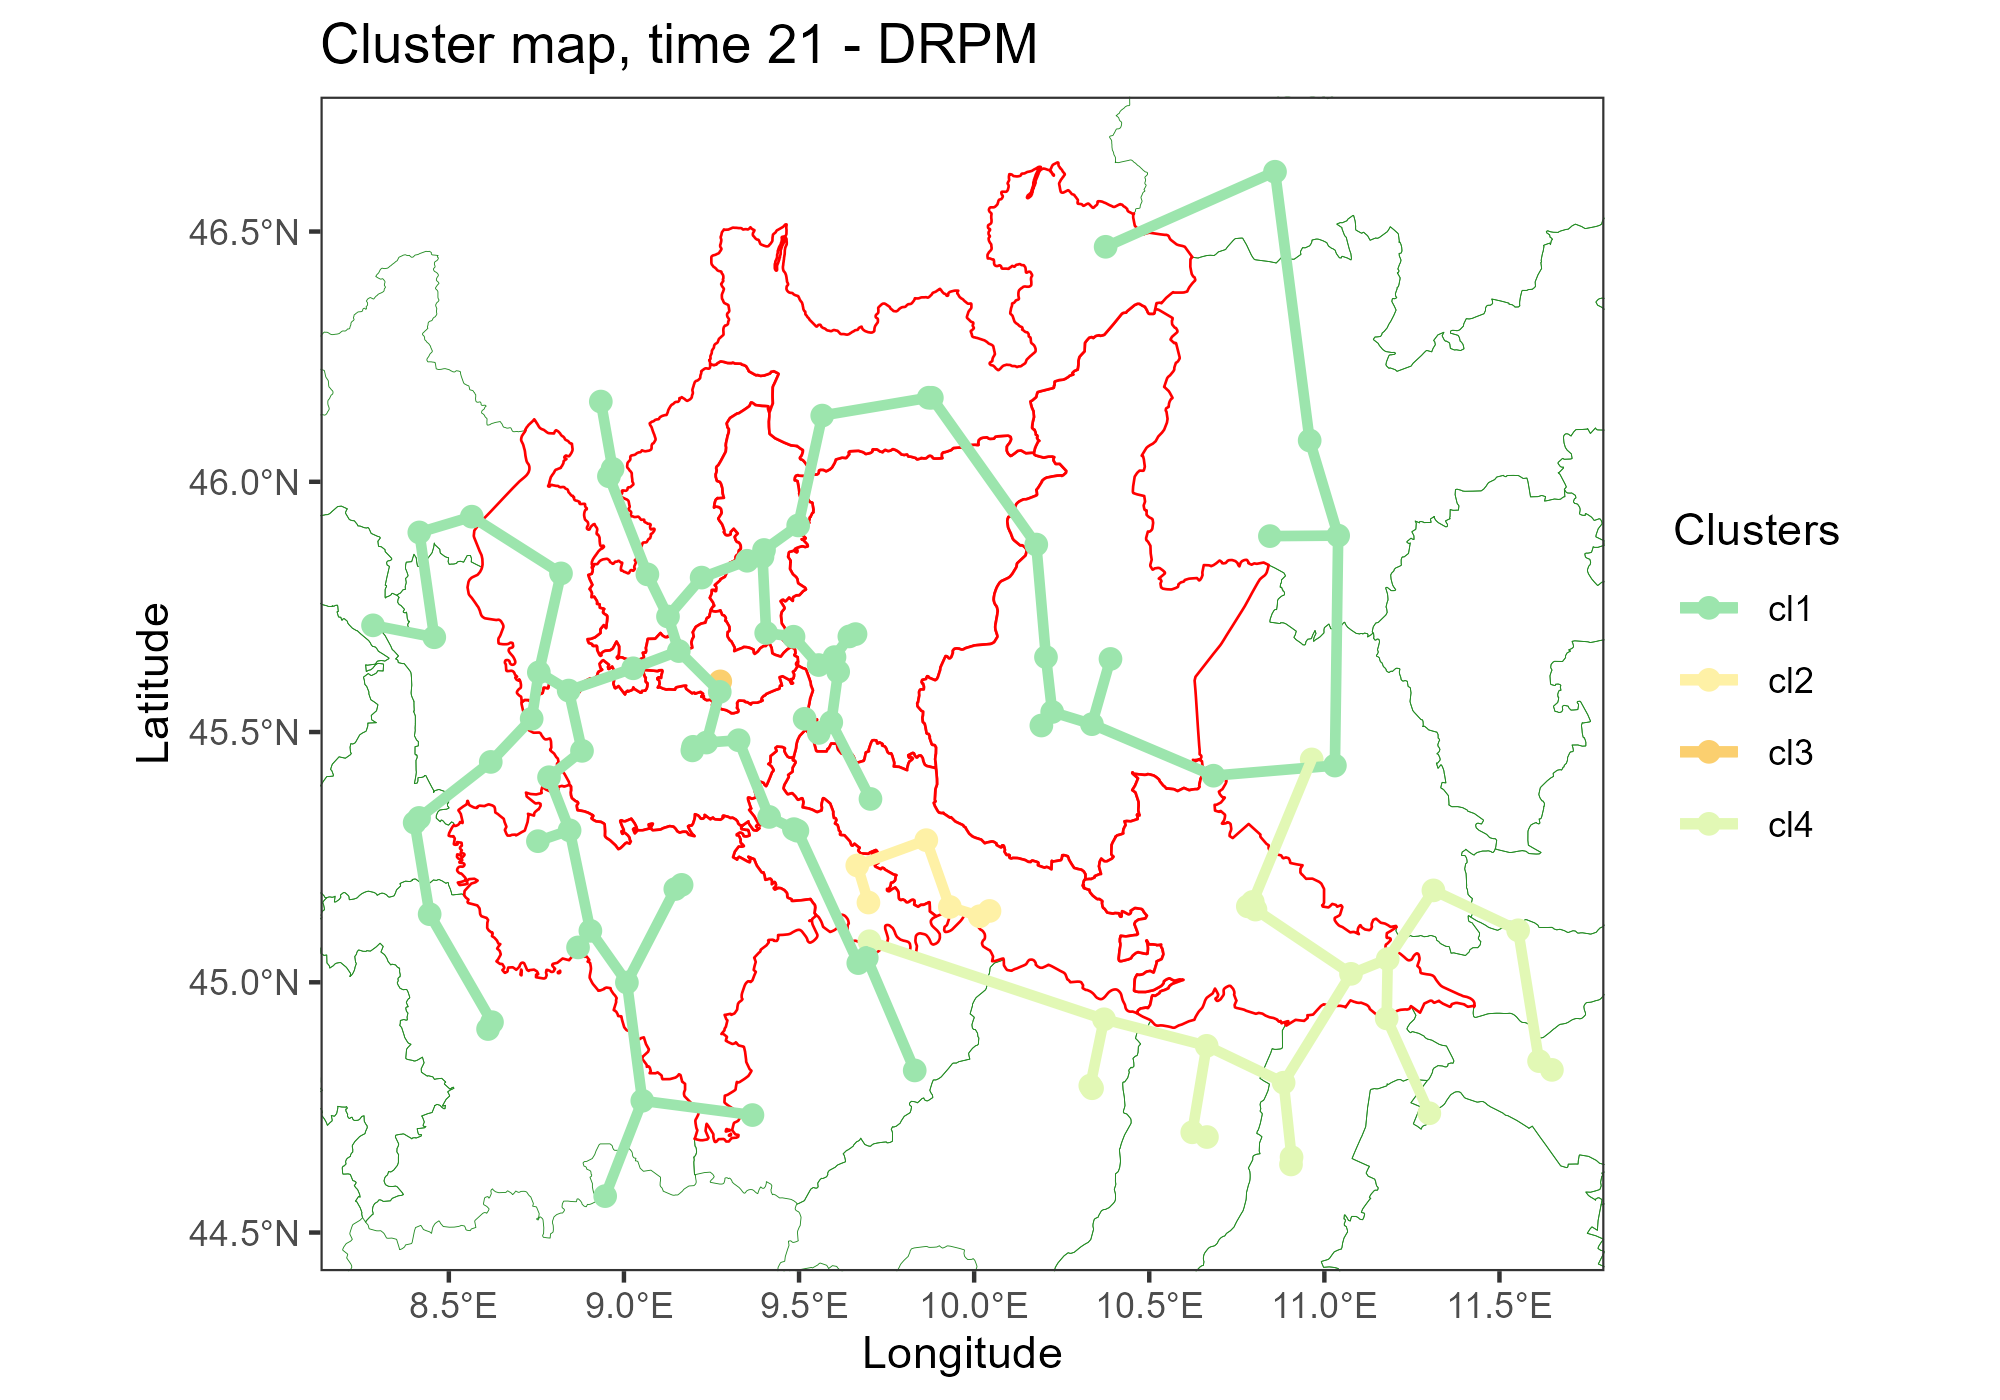 Cluster map, time 21 - DRPM
46.5°N
46.0°N
45.5°N
45.0°N
44.5°N
Latitude
8.5°E 9.0°E 9.5°E 10.0°E 10.5°E 11.0°E 11.5°E
Longitude
Clusters
cl1
cl2
cl3
cl4